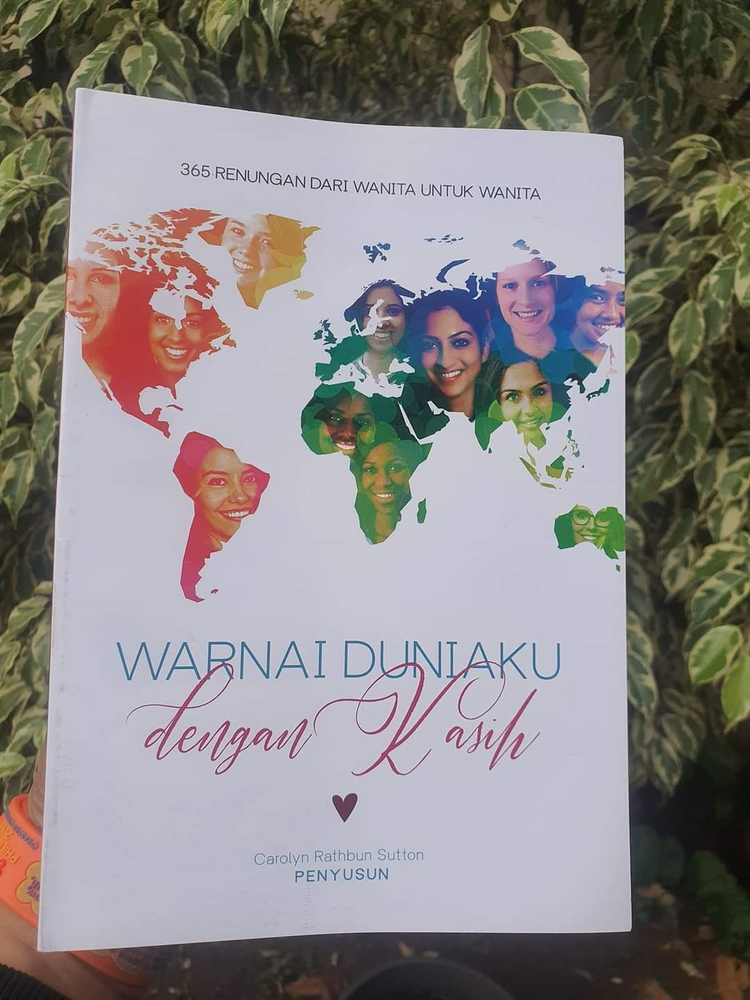 365 RENUNGAN DARI WANITA UNTUK WANITA
WARNAI DUNIAKU
dengan Kasih
Carolyn Rathbun Sutton
PENYUSUN